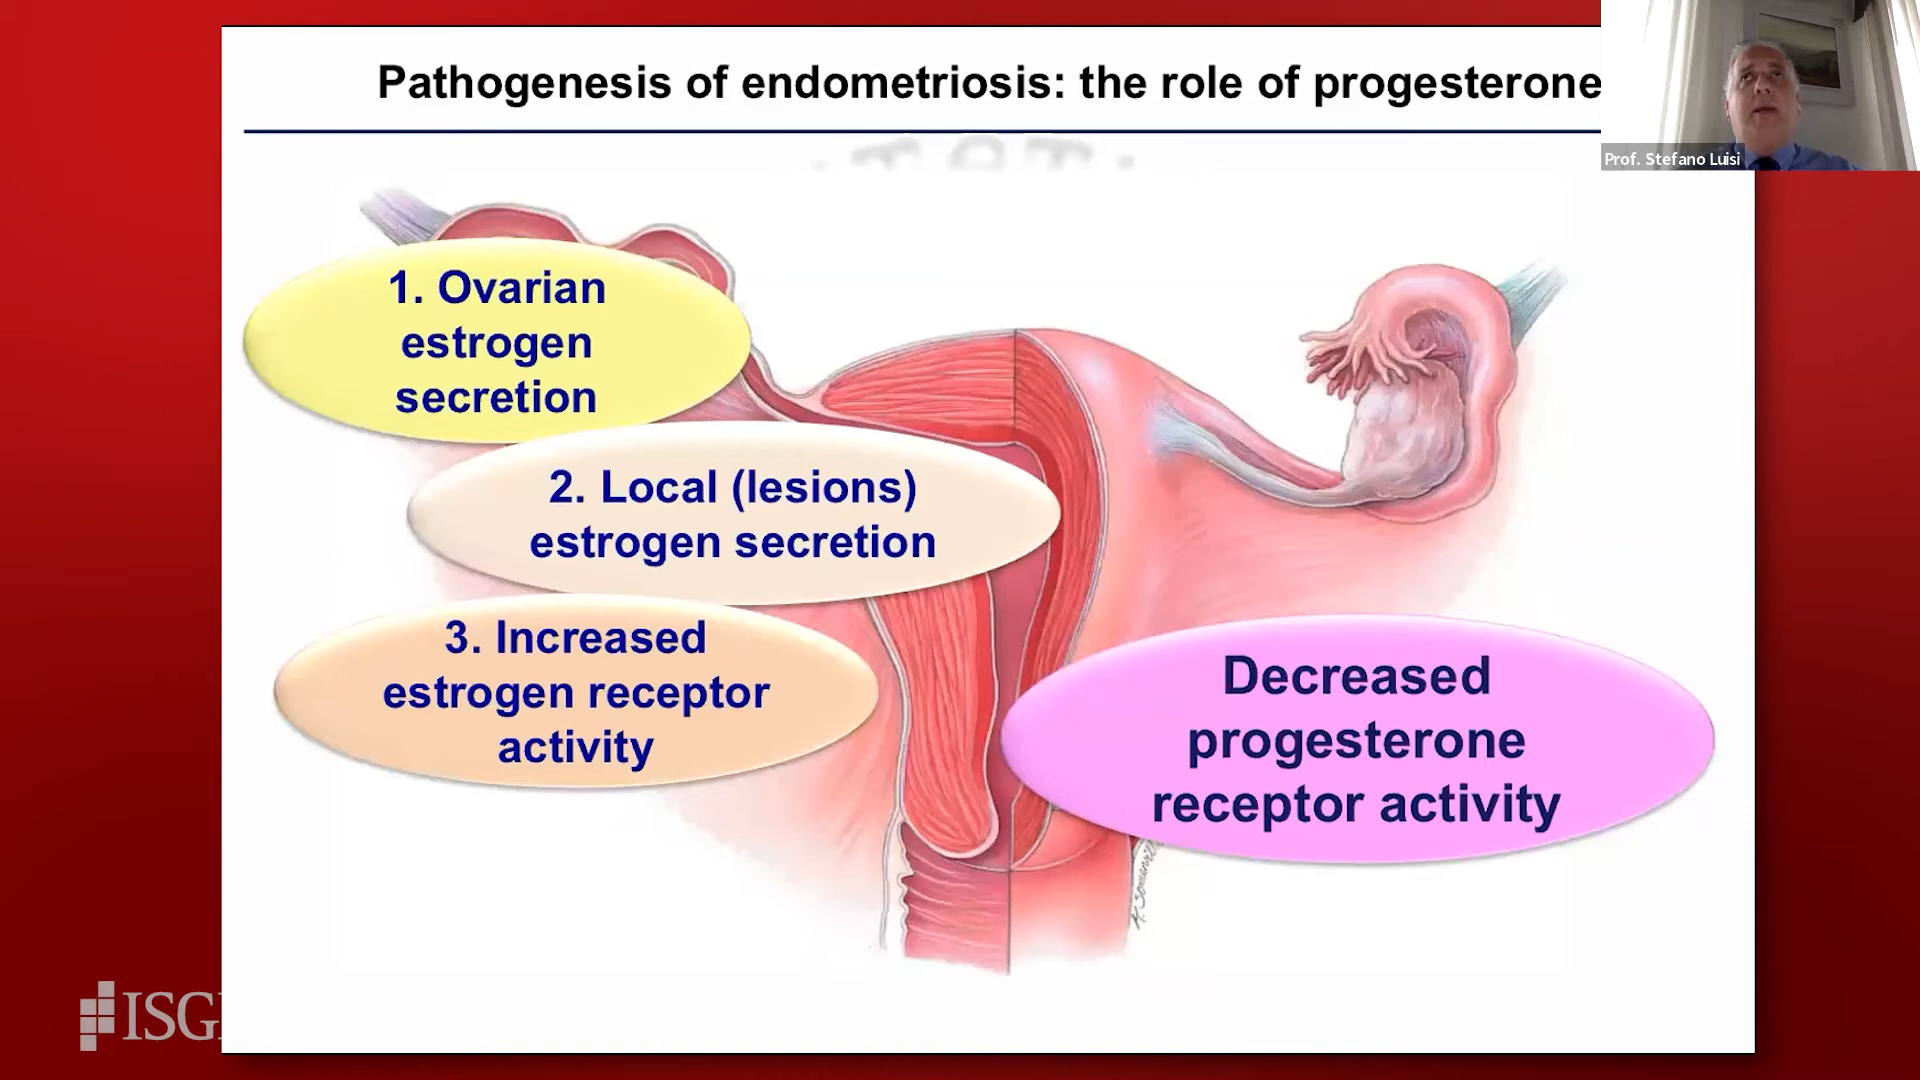 Pathogenesis of endometriosis: the role of progesterone
Prof. Stefano Luisi
1. Ovarian
estrogen
secretion
2. Local (lesions)
estrogen secretion
3. Increased
estrogen receptor
activity
Decreased
progesterone
receptor activity
ISG